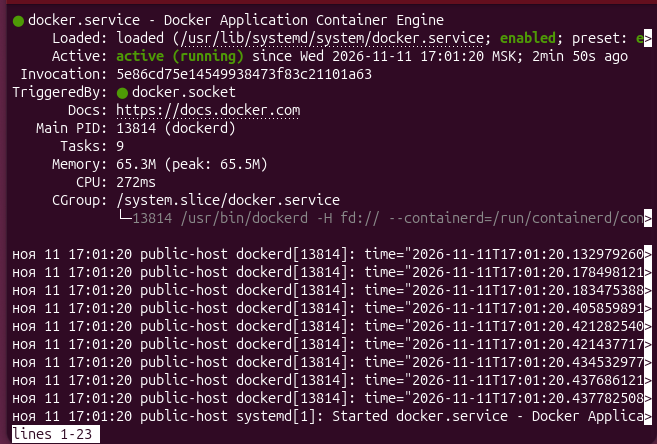 ● docker.service - Docker Application Container Engine
Loaded: loaded (/usr/lib/systemd/system/docker.service; enabled; preset: e>
Active: active (running) since Wed 2026-11-11 17:01:20 MSK; 2min 50s ago
Invocation: 5e86cd75e14549938473f83c21101a63
TriggeredBy: ● docker.socket
Docs: https://docs.docker.com
Main PID: 13814 (dockerd)
Tasks: 9
Memory: 65.3M (peak: 65.5M)
CPU: 272ms
CGroup: /system.slice/docker.service
└─13814 /usr/bin/dockerd -H fd:// --containerd=/run/containerd/con>
ноя 11 17:01:20 public-host dockerd[13814]: time="2026-11-11T17:01:20.132979260>
ноя 11 17:01:20 public-host dockerd[13814]: time="2026-11-11T17:01:20.178498121>
ноя 11 17:01:20 public-host dockerd[13814]: time="2026-11-11T17:01:20.183475388>
ноя 11 17:01:20 public-host dockerd[13814]: time="2026-11-11T17:01:20.405859891>
ноя 11 17:01:20 public-host dockerd[13814]: time="2026-11-11T17:01:20.421282540>
ноя 11 17:01:20 public-host dockerd[13814]: time="2026-11-11T17:01:20.421437717>
ноя 11 17:01:20 public-host dockerd[13814]: time="2026-11-11T17:01:20.434532977>
ноя 11 17:01:20 public-host dockerd[13814]: time="2026-11-11T17:01:20.437686121>
ноя 11 17:01:20 public-host dockerd[13814]: time="2026-11-11T17:01:20.437782508>
ноя 11 17:01:20 public-host systemd[1]: Started docker.service - Docker Applica>
lines 1-23